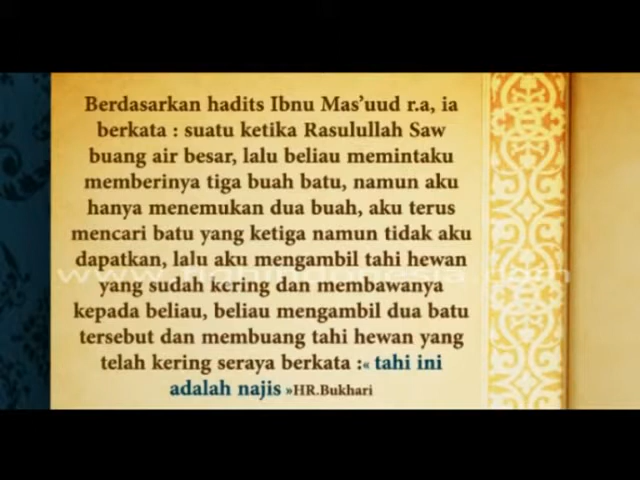 Berdasarkan hadits Ibnu Mas'uud r.a, ia
berkata : suatu ketika Rasulullah Saw
buang air besar, lalu beliau memintaku
memberinya tiga buah batu, namun aku
hanya menemukan dua buah, aku terus
mencari batu yang ketiga namun tidak aku
dapatkan, lalu aku mengambil tahi hewan
yang sudah kering dan membawanya
kepada beliau, beliau mengambil dua batu
tersebut dan membuang tahi hewan yang
telah kering seraya berkata :« tahi ini
adalah najis »HR.Bukhari